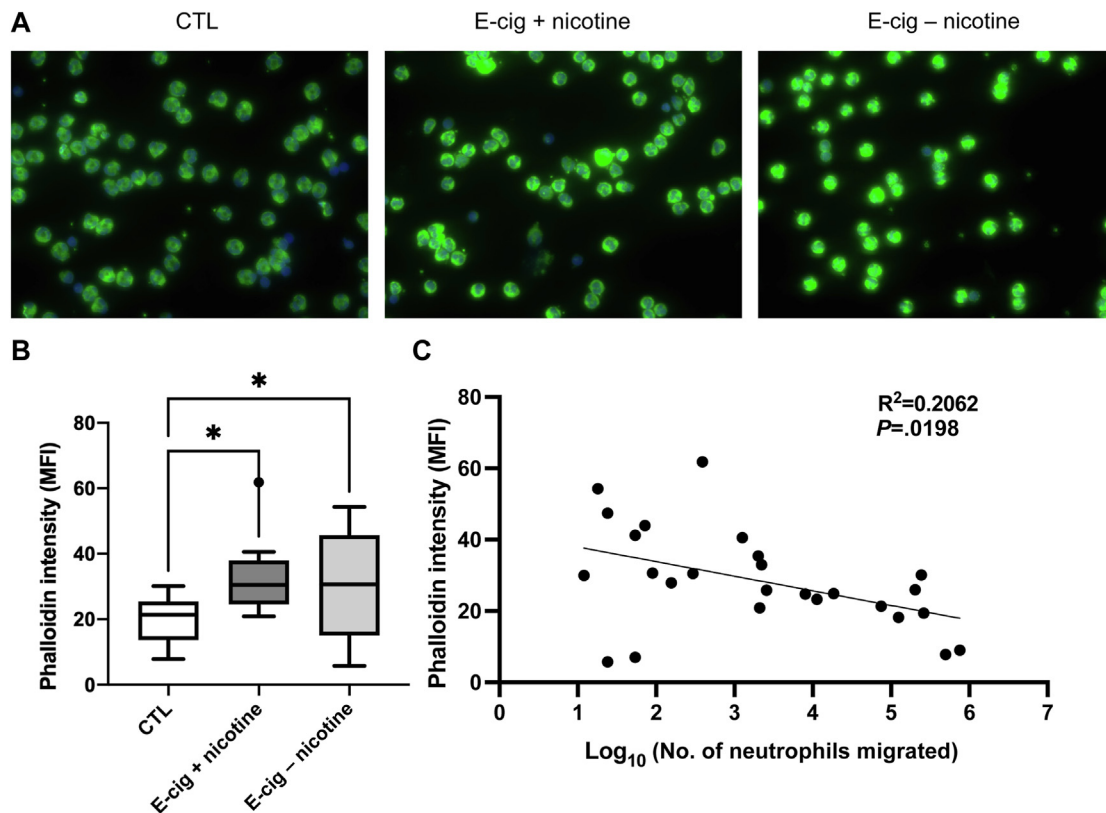 A
CTL
E-cig + nicotine
E-cig – nicotine
B
Phalloidin intensity (MFI)
80
60
40
20
0
*
*
CTL
E-cig + nicotine
E-cig – nicotine
C
Phalloidin intensity (MFI)
80
60
40
20
0
R²=0.2062
P=.0198
0 1 2 3 4 5 6 7
Log₁₀ (No. of neutrophils migrated)